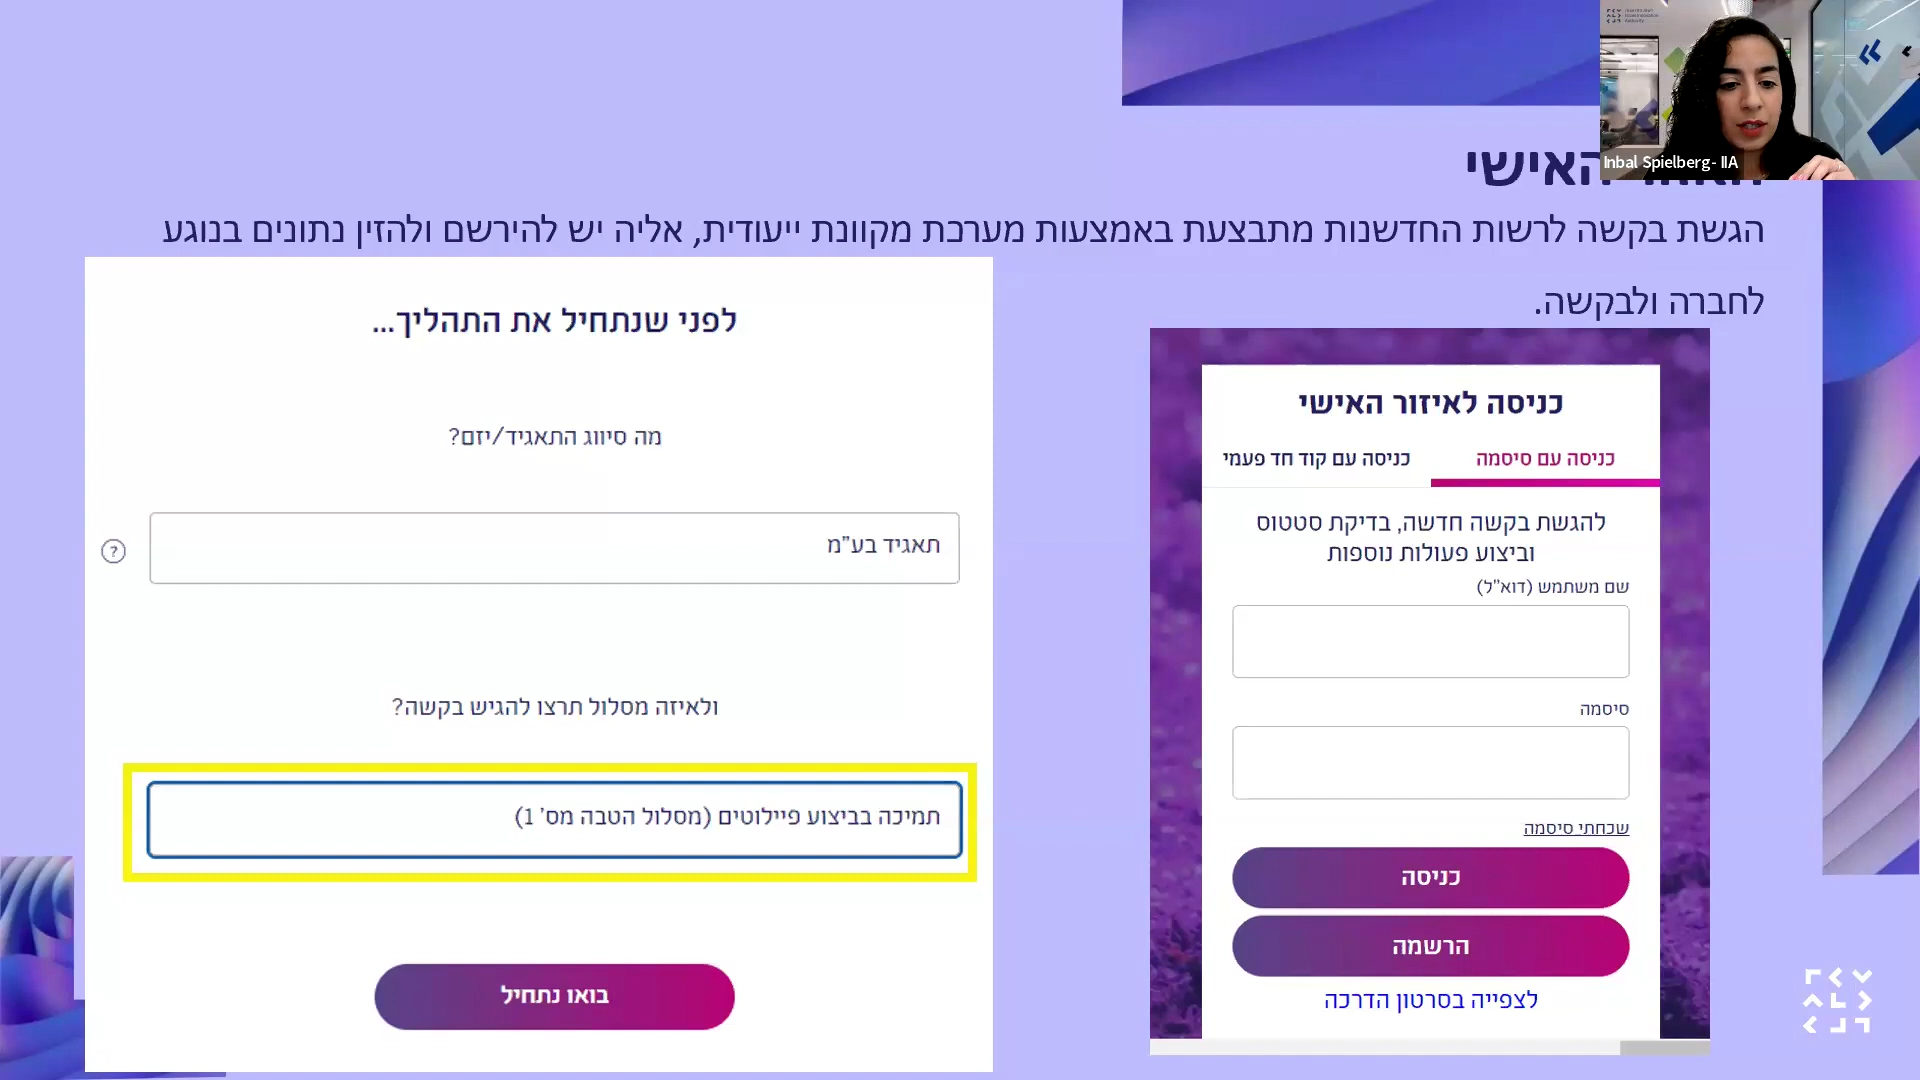 האישי
הגשת בקשה לרשות החדשנות מתבצעת באמצעות מערכת מקוונת ייעודית, אליה יש להירשם ולהזין נתונים בנוגע
לחברה ולבקשה.
Inbal Spielberg- IIA
כניסה לאיזור האישי
כניסה עם סיסמה
כניסה עם קוד חד פעמי
להגשת בקשה חדשה, בדיקת סטטוס
וביצוע פעולות נוספות
שם משתמש (דוא"ל)
סיסמה
שכחתי סיסמה
כניסה
הרשמה
לצפייה בסרטון הדרכה
לפני שנתחיל את התהליך...
מה סיווג התאגיד/יזם?
תאגיד בע"מ
?
ולאיזה מסלול תרצו להגיש בקשה?
תמיכה בביצוע פיילוטים (מסלול הטבה מס' 1)
בואו נתחיל